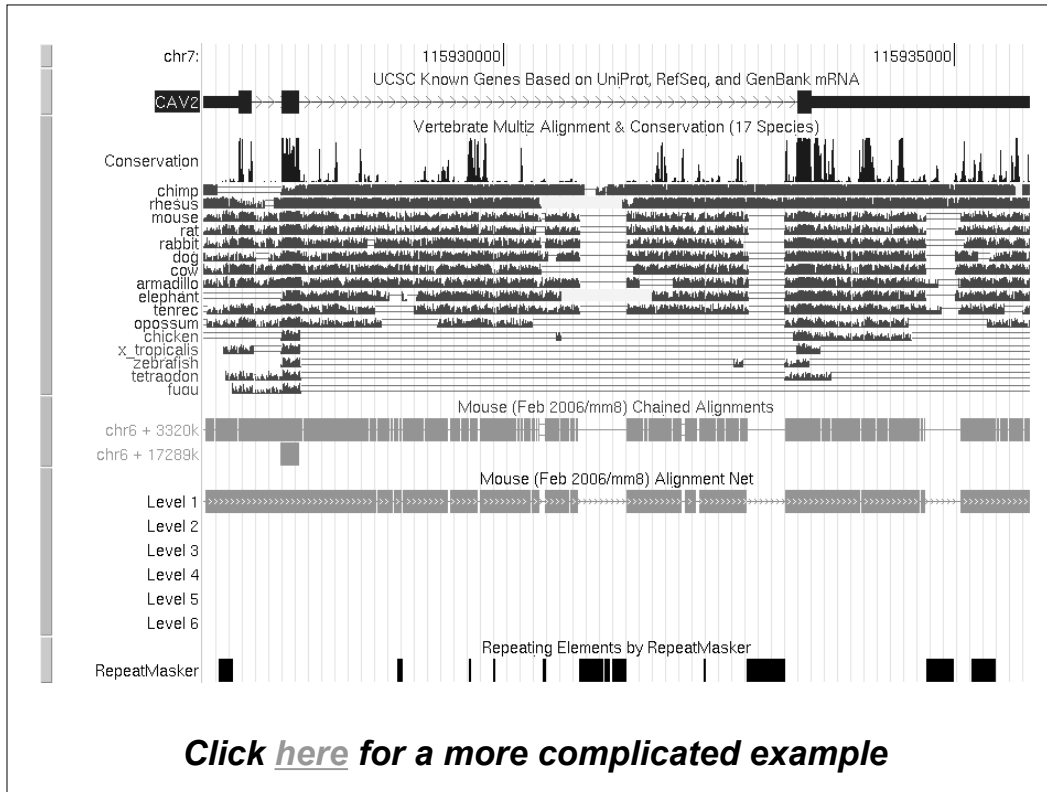 chr7: 115930000 115935000
UCSC Known Genes Based on UniProt, RefSeq, and GenBank mRNA
CAV2
Vertebrate Multiz Alignment & Conservation (17 Species)
Conservation
chimp
rhesus
mouse
rat
rabbit
dog
cow
armadillo
elephant
tenrec
opossum
chicken
x_tropicalis
zebrafish
tetraodon
fugu
Mouse (Feb 2006/mm8) Chained Alignments
chr6 + 3320k
chr6 + 17289k
Mouse (Feb 2006/mm8) Alignment Net
Level 1
Level 2
Level 3
Level 4
Level 5
Level 6
Repeating Elements by RepeatMasker
RepeatMasker
Click here for a more complicated example